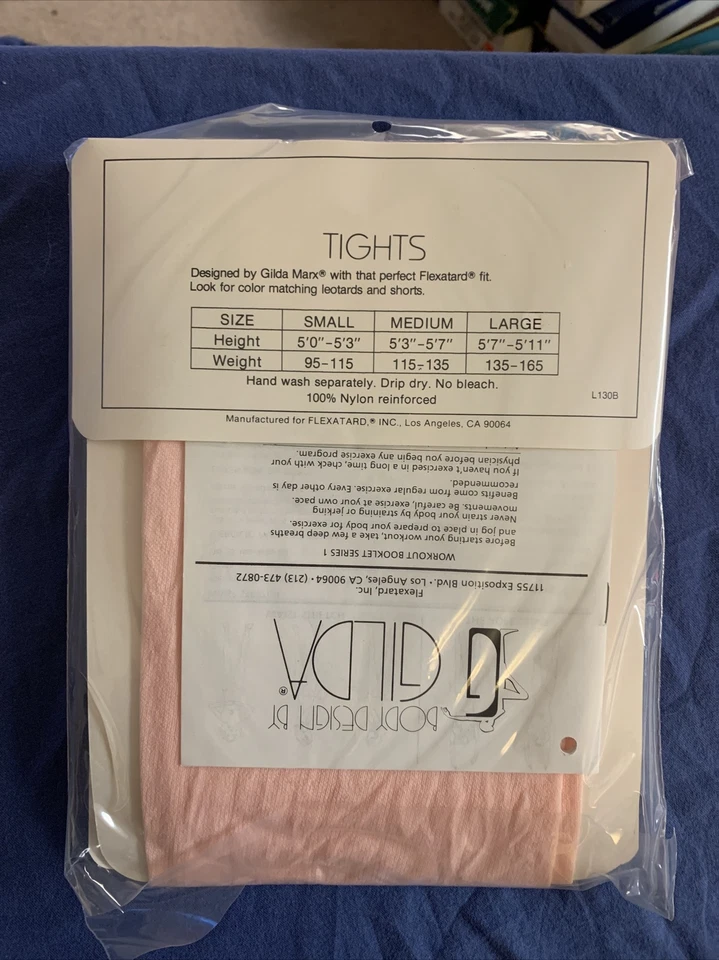 TIGHTS
Designed by Gilda Marx® with that perfect Flexatard® fit.
Look for color matching leotards and shorts.
SIZE SMALL MEDIUM LARGE
Height 5'0"-5'3" 5'3"-5'7" 5'7"-5'11"
Weight 95-115 115-135 135-165
Hand wash separately. Drip dry. No bleach.
100% Nylon reinforced
L130B
Manufactured for FLEXATARD,® INC., Los Angeles, CA 90064
BODY DESIGN BY
GILDA®
Flexatard, Inc.
11755 Exposition Blvd. · Los Angeles, CA 90064 · (213) 473-0872
WORKOUT BOOKLET SERIES 1
Before starting your workout, take a few deep breaths
and jog in place to prepare your body for exercise.
Never strain your body by straining or jerking
movements. Be careful, exercise at your own pace.
Benefits come from regular exercise. Every other day is
recommended.
If you haven't exercised in a long time, check with your
physician before you begin any exercise program.